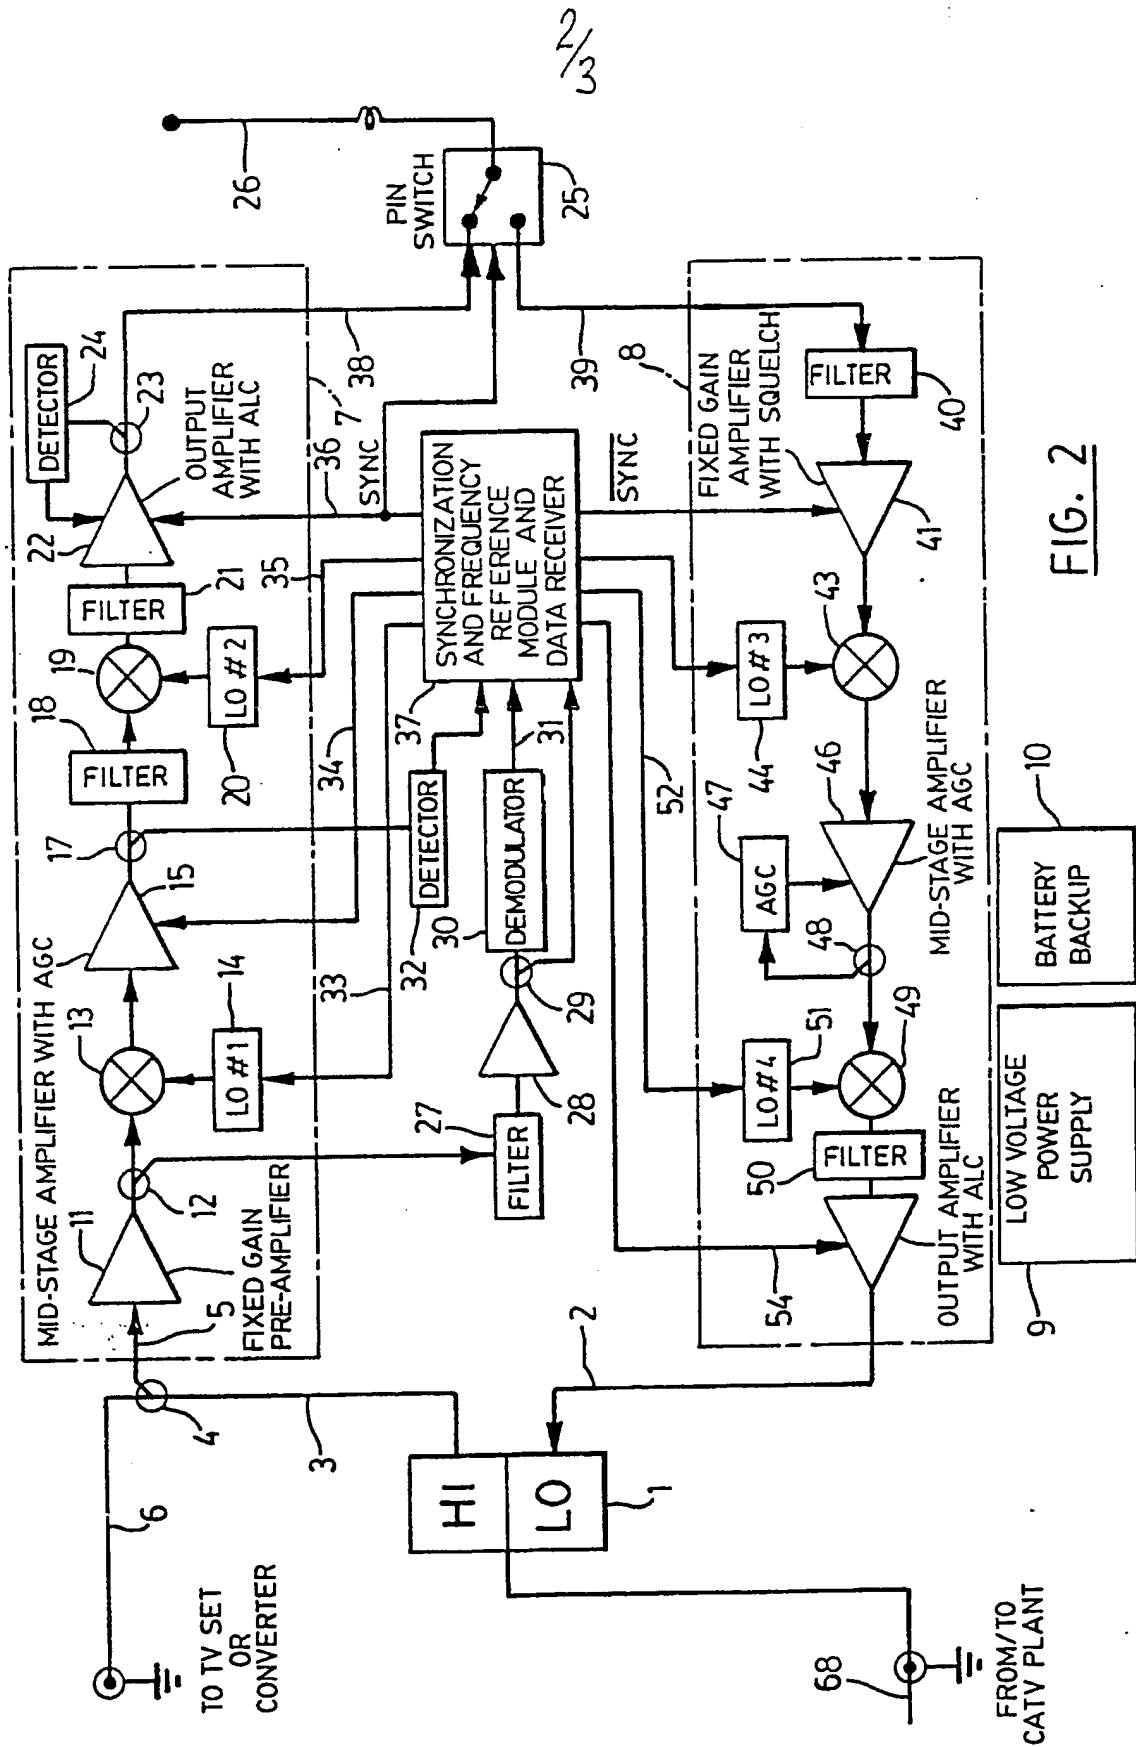 2/3
26
PIN
SWITCH
25
38
39
DETECTOR
24
23
22
OUTPUT
AMPLIFIER
WITH ALC
7
36
SYNC
FILTER
21
35
19
LO #2
20
18
FILTER
34
17
15
MID-STAGE AMPLIFIER WITH AGC
13
LO #1
14
33
12
11
FIXED GAIN
PRE-AMPLIFIER
5
4
3
6
TO TV SET
OR
CONVERTER
SYNCHRONIZATION
AND FREQUENCY
REFERENCE
MODULE AND
DATA RECEIVER
37
SYNC
DETECTOR
32
31
DEMODULATOR
30
29
28
27
FILTER
HI
LO
1
2
68
FROM/TO
CATV PLANT
8
FIXED GAIN
AMPLIFIER
WITH SQUELCH
FILTER
40
41
43
LO #3
44
52
46
47
AGC
48
MID-STAGE AMPLIFIER
WITH AGC
49
LO #4
51
50
FILTER
54
OUTPUT AMPLIFIER
WITH ALC
BATTERY
BACKUP
10
LOW VOLTAGE
POWER
SUPPLY
9
FIG. 2